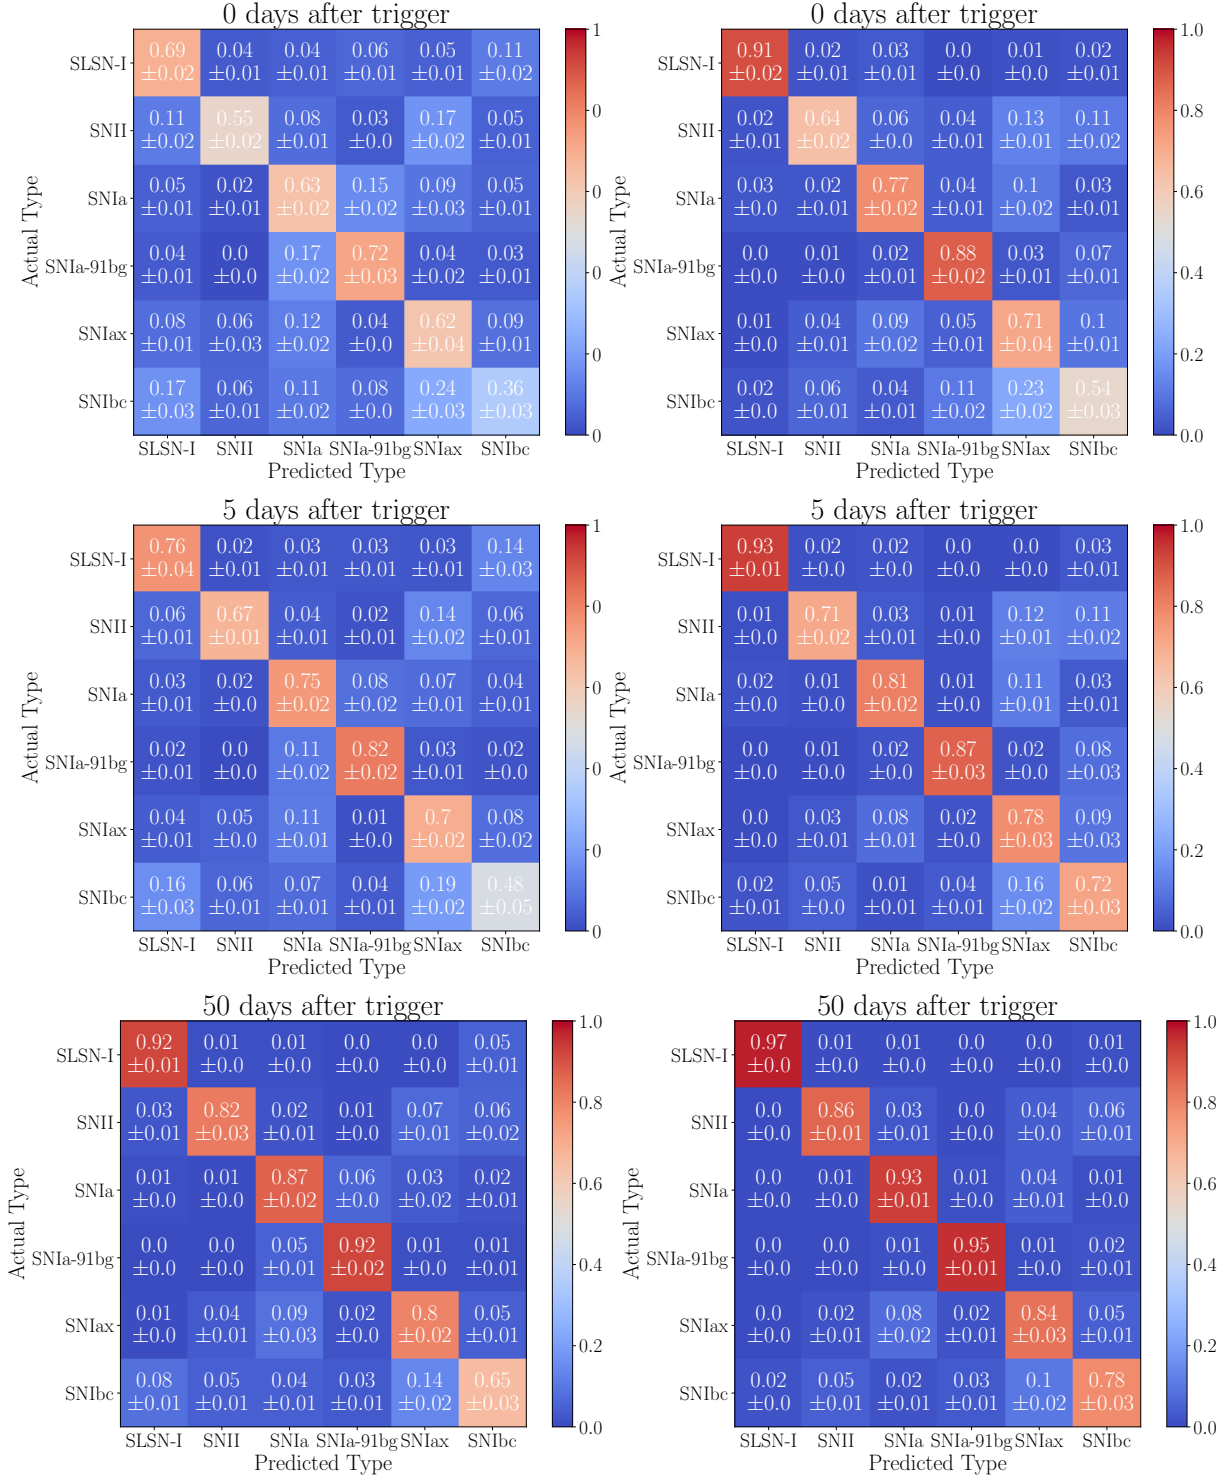 0 days after trigger
SLSN-I 0.69 ±0.02 0.04 ±0.01 0.04 ±0.01 0.06 ±0.01 0.05 ±0.01 0.11 ±0.02
SNII 0.11 ±0.02 0.55 ±0.02 0.08 ±0.01 0.03 ±0.0 0.17 ±0.02 0.05 ±0.01
SNIa 0.05 ±0.01 0.02 ±0.01 0.63 ±0.02 0.15 ±0.02 0.09 ±0.03 0.05 ±0.01
SNIa-91bg 0.04 ±0.01 0.0 ±0.0 0.17 ±0.02 0.72 ±0.03 0.04 ±0.02 0.03 ±0.01
SNIax 0.08 ±0.01 0.06 ±0.03 0.12 ±0.02 0.04 ±0.0 0.62 ±0.04 0.09 ±0.01
SNIbc 0.17 ±0.03 0.06 ±0.01 0.11 ±0.02 0.08 ±0.0 0.24 ±0.03 0.36 ±0.03
SLSN-I SNII SNIa SNIa-91bg SNIax SNIbc
Predicted Type
Actual Type
1
0
0
0
0
0
0 days after trigger
0.91 ±0.02 0.02 ±0.01 0.03 ±0.01 0.0 ±0.0 0.01 ±0.0 0.02 ±0.01
SNII 0.02 ±0.01 0.64 ±0.02 0.06 ±0.0 0.04 ±0.01 0.13 ±0.01 0.11 ±0.02
SNIa 0.03 ±0.0 0.02 ±0.01 0.77 ±0.02 0.04 ±0.01 0.1 ±0.02 0.03 ±0.01
SNIa-91bg 0.0 ±0.0 0.01 ±0.0 0.02 ±0.01 0.88 ±0.02 0.03 ±0.01 0.07 ±0.01
SNIax 0.01 ±0.0 0.04 ±0.01 0.09 ±0.02 0.05 ±0.01 0.71 ±0.04 0.1 ±0.01
SNIbc 0.02 ±0.0 0.06 ±0.01 0.04 ±0.01 0.11 ±0.02 0.23 ±0.02 0.54 ±0.03
SLSN-I
SLSN-I SNII SNIa SNIa-91bg SNIax SNIbc
Predicted Type
Actual Type
1.0
0.8
0.6
0.4
0.2
0.0
5 days after trigger
SLSN-I 0.76 ±0.04 0.02 ±0.01 0.03 ±0.01 0.03 ±0.01 0.03 ±0.01 0.14 ±0.03
SNII 0.06 ±0.01 0.67 ±0.01 0.04 ±0.01 0.02 ±0.01 0.14 ±0.02 0.06 ±0.01
SNIa 0.03 ±0.01 0.02 ±0.0 0.75 ±0.02 0.08 ±0.02 0.07 ±0.01 0.04 ±0.01
SNIa-91bg 0.02 ±0.01 0.0 ±0.0 0.11 ±0.02 0.82 ±0.02 0.03 ±0.01 0.02 ±0.0
SNIax 0.04 ±0.01 0.05 ±0.0 0.11 ±0.01 0.01 ±0.0 0.7 ±0.02 0.08 ±0.02
SNIbc 0.16 ±0.03 0.06 ±0.01 0.07 ±0.01 0.04 ±0.01 0.19 ±0.02 0.48 ±0.05
SLSN-I SNII SNIa SNIa-91bg SNIax SNIbc
Predicted Type
Actual Type
1
0
0
0
0
0
5 days after trigger
SLSN-I 0.93 ±0.01 0.02 ±0.0 0.02 ±0.0 0.0 ±0.0 0.0 ±0.0 0.03 ±0.01
SNII 0.01 ±0.0 0.71 ±0.02 0.03 ±0.01 0.01 ±0.0 0.12 ±0.01 0.11 ±0.02
SNIa 0.02 ±0.0 0.01 ±0.0 0.81 ±0.02 0.01 ±0.0 0.11 ±0.01 0.03 ±0.01
SNIa-91bg 0.0 ±0.0 0.01 ±0.0 0.02 ±0.0 0.87 ±0.03 0.02 ±0.0 0.08 ±0.03
SNIax 0.0 ±0.0 0.03 ±0.01 0.08 ±0.01 0.02 ±0.0 0.78 ±0.03 0.09 ±0.03
SNIbc 0.02 ±0.01 0.05 ±0.0 0.01 ±0.01 0.04 ±0.01 0.16 ±0.02 0.72 ±0.03
SLSN-I SNII SNIa SNIa-91bg SNIax SNIbc
Predicted Type
Actual Type
1.0
0.8
0.6
0.4
0.2
0.0
50 days after trigger
SLSN-I 0.92 ±0.01 0.01 ±0.0 0.01 ±0.0 0.0 ±0.0 0.0 ±0.0 0.05 ±0.01
SNII 0.03 ±0.01 0.82 ±0.03 0.02 ±0.01 0.01 ±0.0 0.07 ±0.01 0.06 ±0.02
SNIa 0.01 ±0.0 0.01 ±0.0 0.87 ±0.02 0.06 ±0.0 0.03 ±0.02 0.02 ±0.01
SNIa-91bg 0.0 ±0.0 0.0 ±0.0 0.05 ±0.01 0.92 ±0.02 0.01 ±0.0 0.01 ±0.01
SNIax 0.01 ±0.0 0.04 ±0.01 0.09 ±0.03 0.02 ±0.0 0.8 ±0.02 0.05 ±0.01
SNIbc 0.08 ±0.01 0.05 ±0.01 0.04 ±0.01 0.03 ±0.01 0.14 ±0.02 0.65 ±0.03
SLSN-I SNII SNIa SNIa-91bg SNIax SNIbc
Predicted Type
Actual Type
1.0
0.8
0.6
0.4
0.2
0.0
50 days after trigger
SLSN-I 0.97 ±0.0 0.01 ±0.0 0.01 ±0.0 0.0 ±0.0 0.0 ±0.0 0.01 ±0.0
SNII 0.0 ±0.0 0.86 ±0.01 0.03 ±0.01 0.0 ±0.0 0.04 ±0.0 0.06 ±0.01
SNIa 0.0 ±0.0 0.01 ±0.0 0.93 ±0.01 0.01 ±0.0 0.04 ±0.01 0.01 ±0.0
SNIa-91bg 0.0 ±0.0 0.0 ±0.0 0.01 ±0.0 0.95 ±0.01 0.01 ±0.0 0.02 ±0.01
SNIax 0.0 ±0.0 0.02 ±0.01 0.08 ±0.02 0.02 ±0.01 0.84 ±0.03 0.05 ±0.01
SNIbc 0.02 ±0.0 0.05 ±0.01 0.02 ±0.01 0.03 ±0.01 0.1 ±0.02 0.78 ±0.03
SLSN-I SNII SNIa SNIa-91bg SNIax SNIbc
Predicted Type
Actual Type
1.0
0.8
0.6
0.4
0.2
0.0